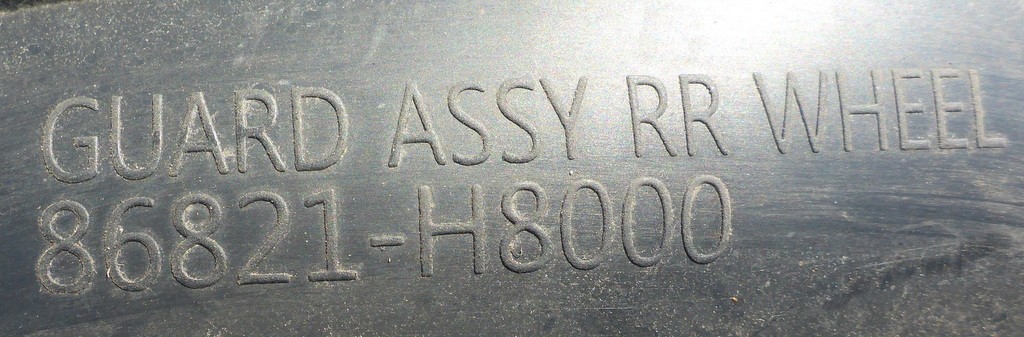 GUARD ASSY RR WHEEL
86821-H8000